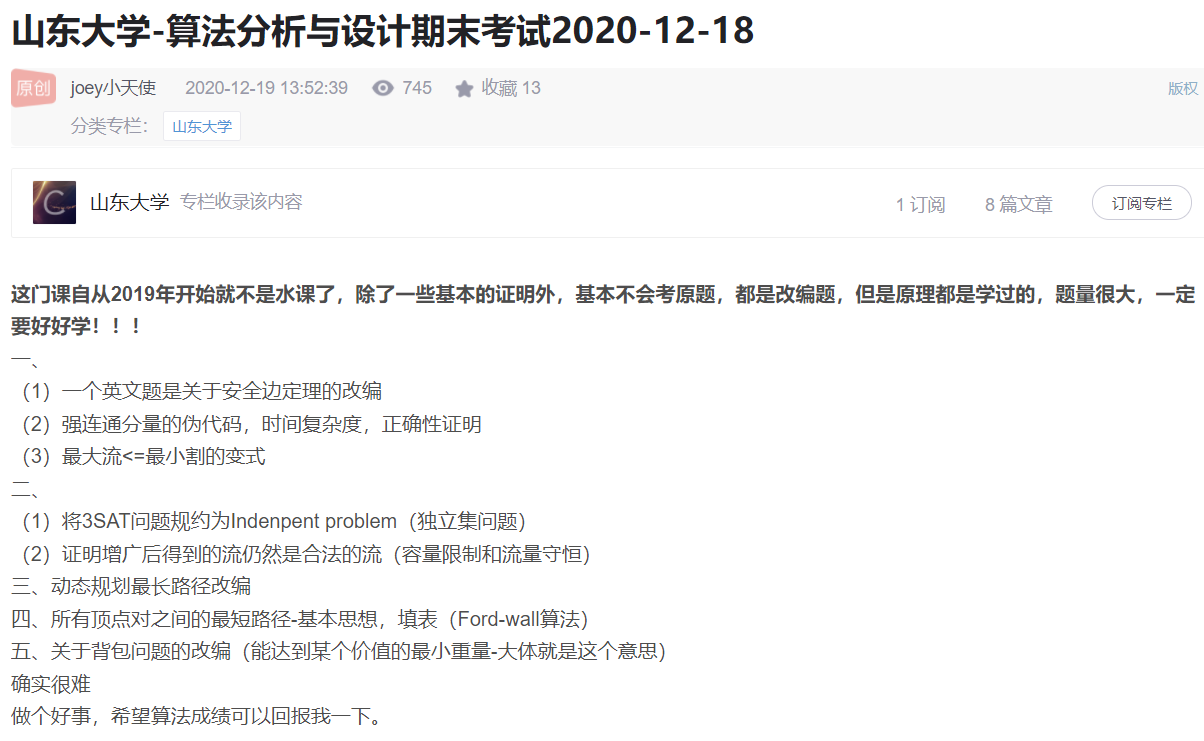 山东大学-算法分析与设计期末考试2020-12-18
原创 joey小天使 2020-12-19 13:52:39 745 收藏 13 版权
分类专栏： 山东大学
山东大学 专栏收录该内容 1 订阅 8 篇文章 订阅专栏
这门课自从2019年开始就不是水课了，除了一些基本的证明外，基本不会考原题，都是改编题，但是原理都是学过的，题量很大，一定
要好好学！！！
一、
（1）一个英文题是关于安全边定理的改编
（2）强连通分量的伪代码，时间复杂度，正确性证明
（3）最大流<=最小割的变式
二、
（1）将3SAT问题规约为Indenpent problem（独立集问题）
（2）证明增广后得到的流仍然是合法的流（容量限制和流量守恒）
三、动态规划最长路径改编
四、所有顶点对之间的最短路径-基本思想，填表（Ford-wall算法）
五、关于背包问题的改编（能达到某个价值的最小重量-大体就是这个意思）
确实很难
做个好事，希望算法成绩可以回报我一下。